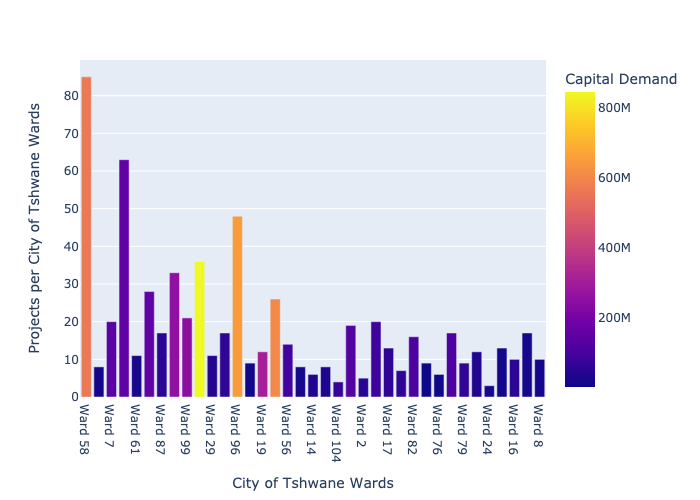 Capital Demand
800M
600M
400M
200M
Projects per City of Tshwane Wards
80
70
60
50
40
30
20
10
0
Ward 58
Ward 7
Ward 61
Ward 87
Ward 99
Ward 29
Ward 96
Ward 19
Ward 56
Ward 14
Ward 104
Ward 2
Ward 17
Ward 82
Ward 76
Ward 79
Ward 24
Ward 16
Ward 8
City of Tshwane Wards